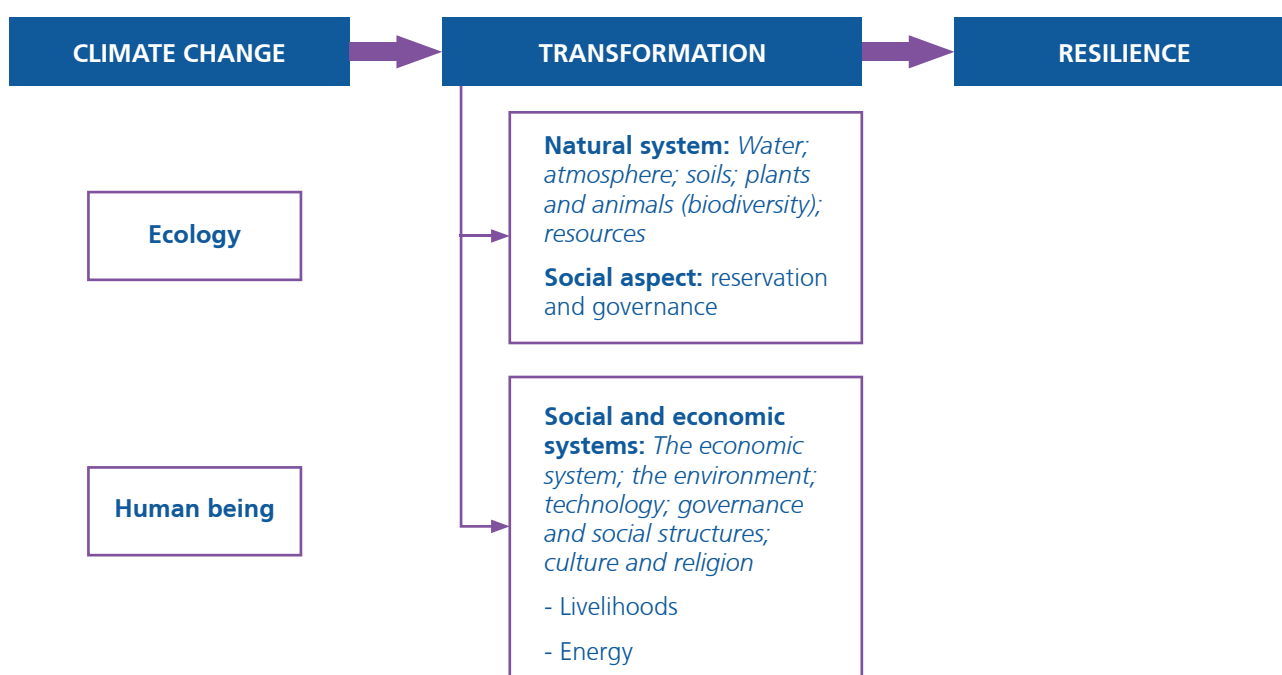 CLIMATE CHANGE
TRANSFORMATION
RESILIENCE
Ecology
Natural system: Water;
atmosphere; soils; plants
and animals (biodiversity);
resources
Social aspect: reservation
and governance
Human being
Social and economic
systems: The economic
system; the environment;
technology; governance
and social structures;
culture and religion
- Livelihoods
- Energy